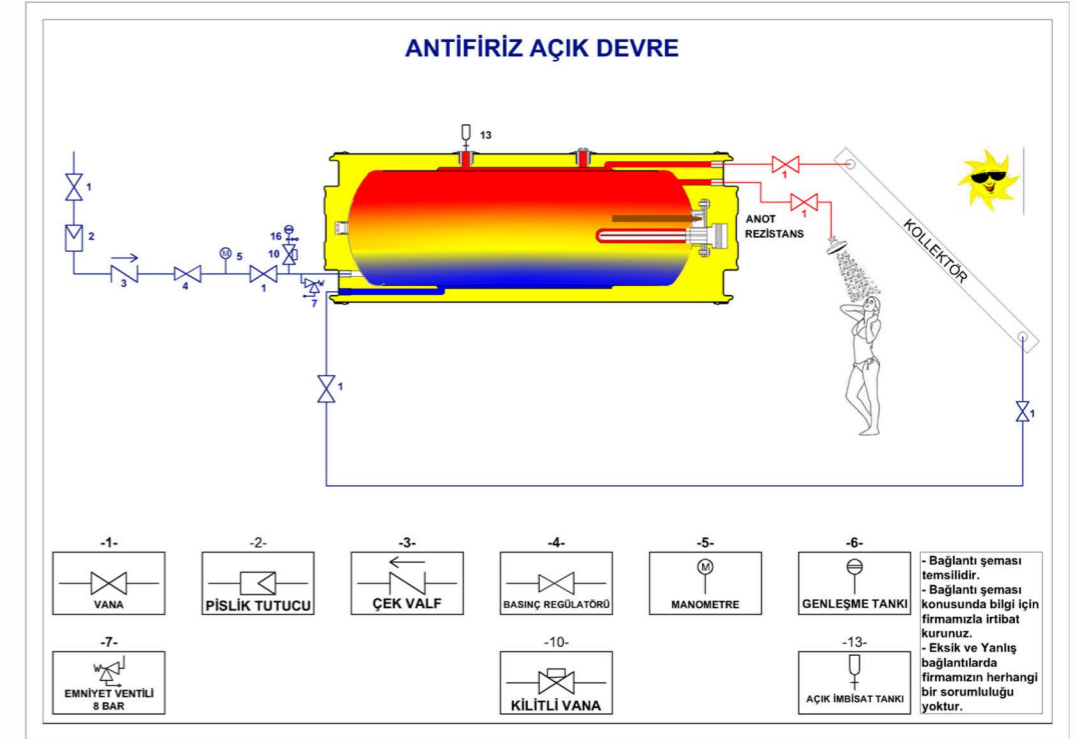 ANTİFİRİZ AÇIK DEVRE
13
1
2
3
4
5
M
1
16
10
7
W
1
1
1
ANOT
REZİSTANS
KOLLEKTÖR
1
-1-
VANA
-2-
PİSLİK TUTUCU
-3-
ÇEK VALF
-4-
BASINÇ REGÜLATÖRÜ
-5-
M
MANOMETRE
-6-
GENLEŞME TANKI
-7-
W
EMNİYET VENTİLİ
8 BAR
-10-
KİLİTLİ VANA
-13-
AÇIK İMBİSAT TANKI
- Bağlantı şeması
temsilidir.
- Bağlantı şeması
konusunda bilgi için
firmamızla irtibat
kurunuz.
- Eksik ve Yanlış
bağlantılarda
firmamızın herhangi
bir sorumluluğu
yoktur.